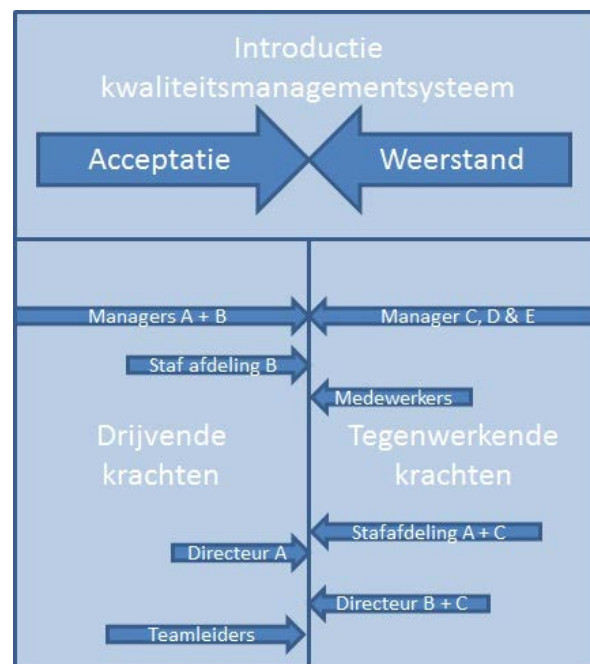 Introductie
kwaliteitsmanagementsysteem
Acceptatie
Weerstand
Managers A + B
Manager C, D & E
Staf afdeling B
Medewerkers
Drijvende
krachten
Tegenwerkende
krachten
Stafafdeling A + C
Directeur A
Directeur B + C
Teamleiders